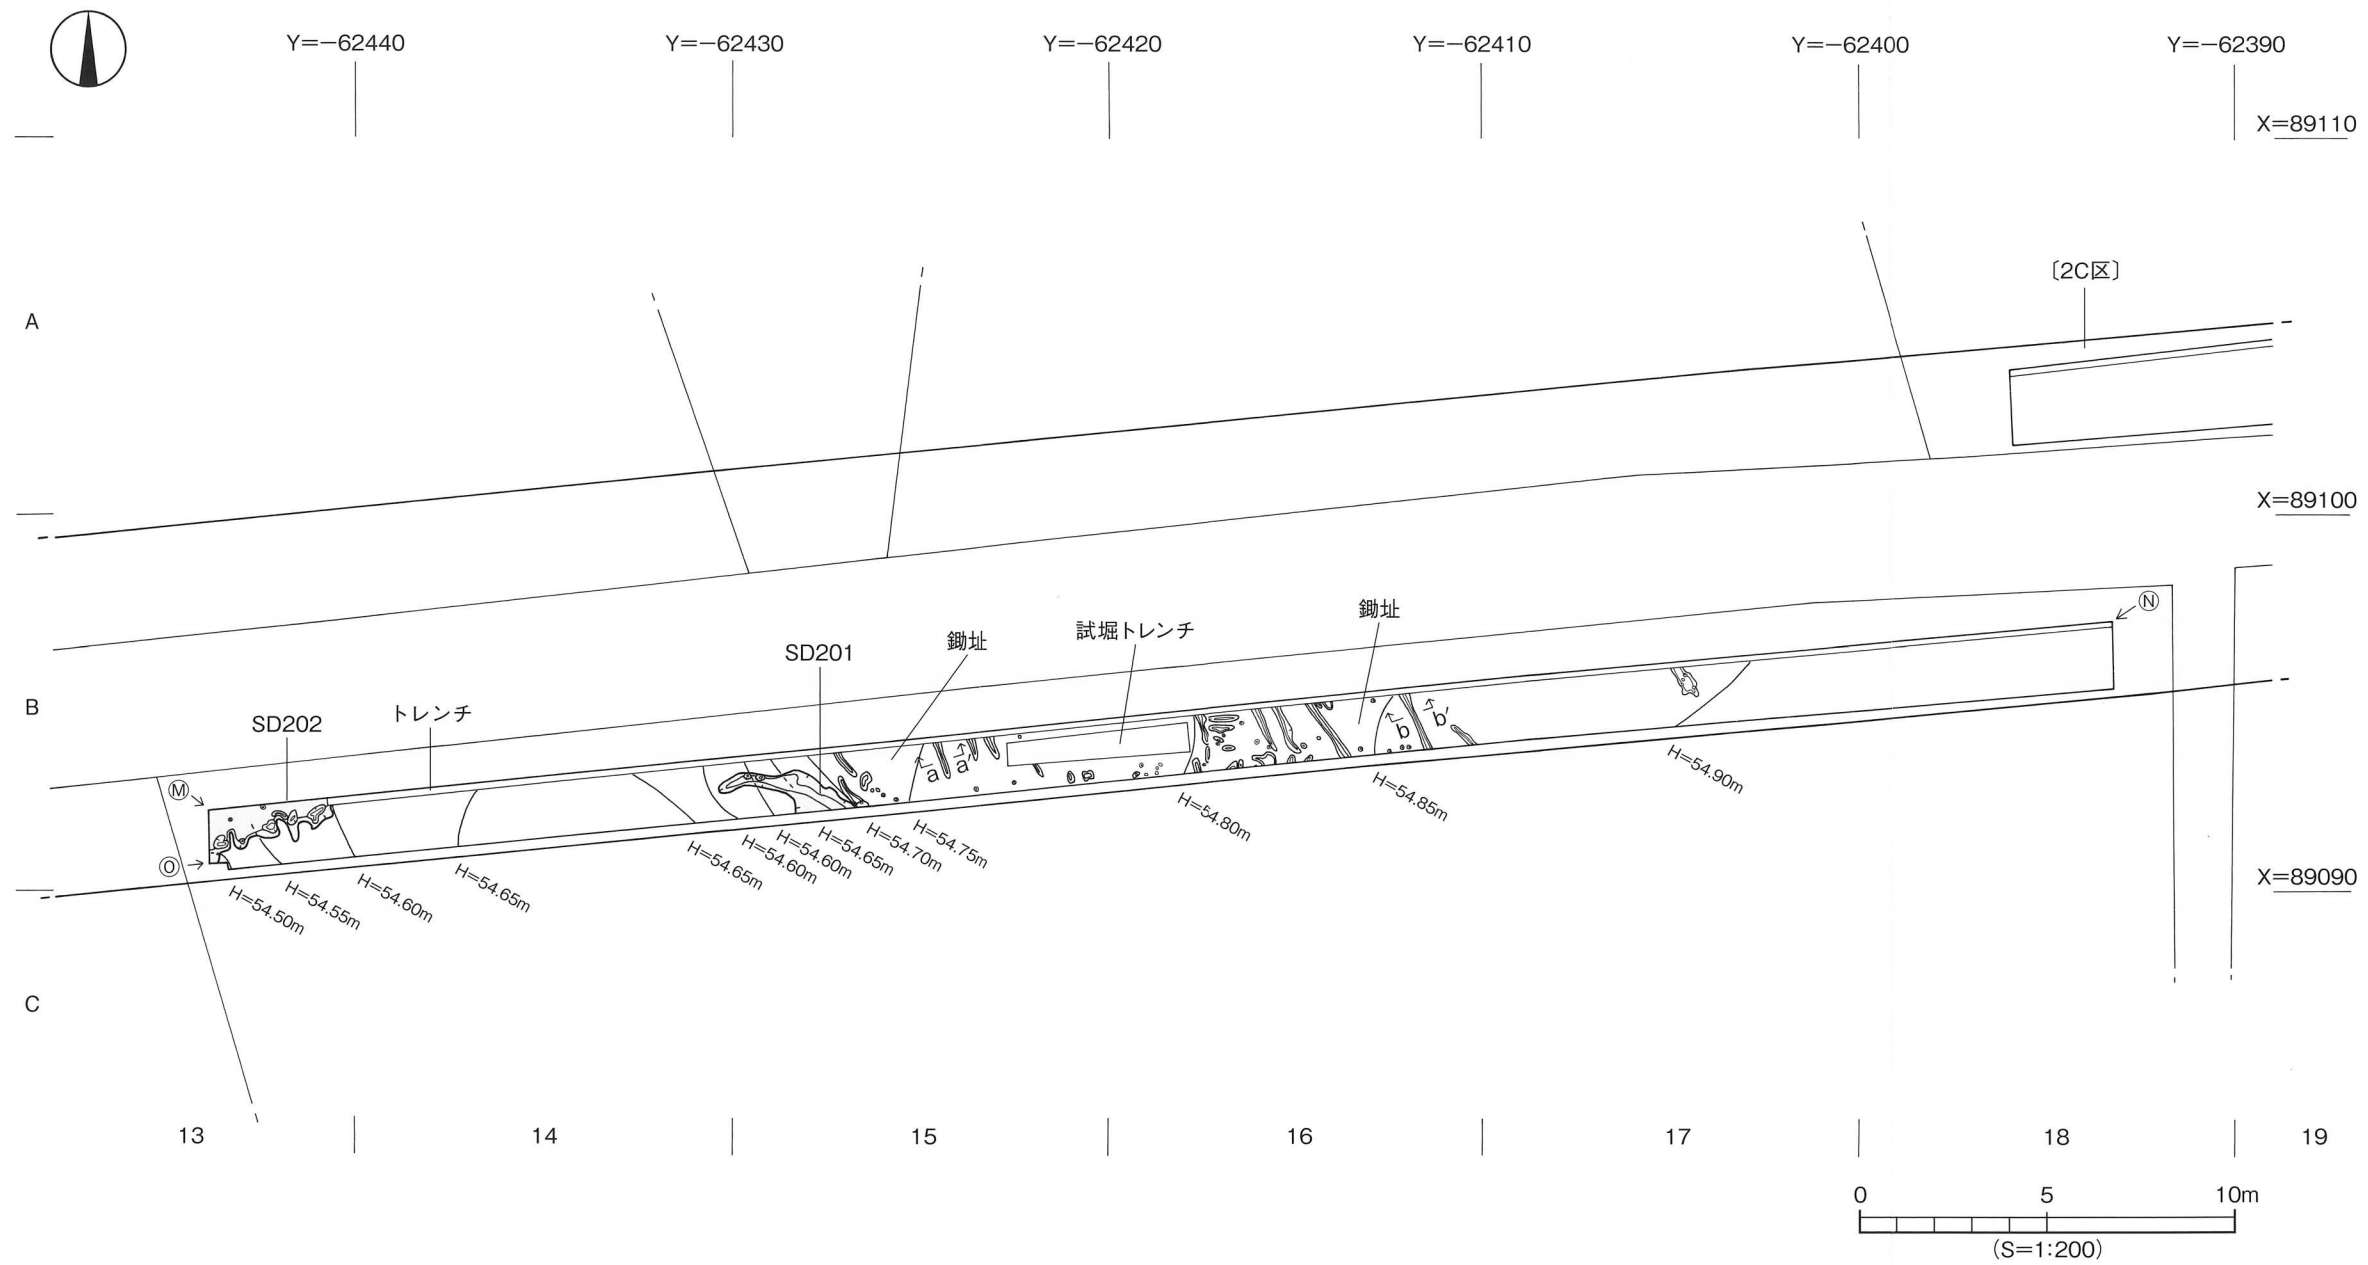 Y=−62440
Y=−62430
Y=−62420
Y=−62410
Y=−62400
Y=−62390
X=89110
〔2C区〕
A
X=89100
Ⓝ
鋤址
試堀トレンチ
鋤址
SD201
B
トレンチ
SD202
b′
b
a′
a
Ⓜ
Ⓞ
H=54.90m
H=54.85m
H=54.80m
H=54.75m
H=54.70m
H=54.65m
H=54.60m
H=54.60m
H=54.65m
H=54.65m
H=54.60m
H=54.55m
H=54.50m
X=89090
C
13
14
15
16
17
18
19
0
5
10m
(S=1:200)